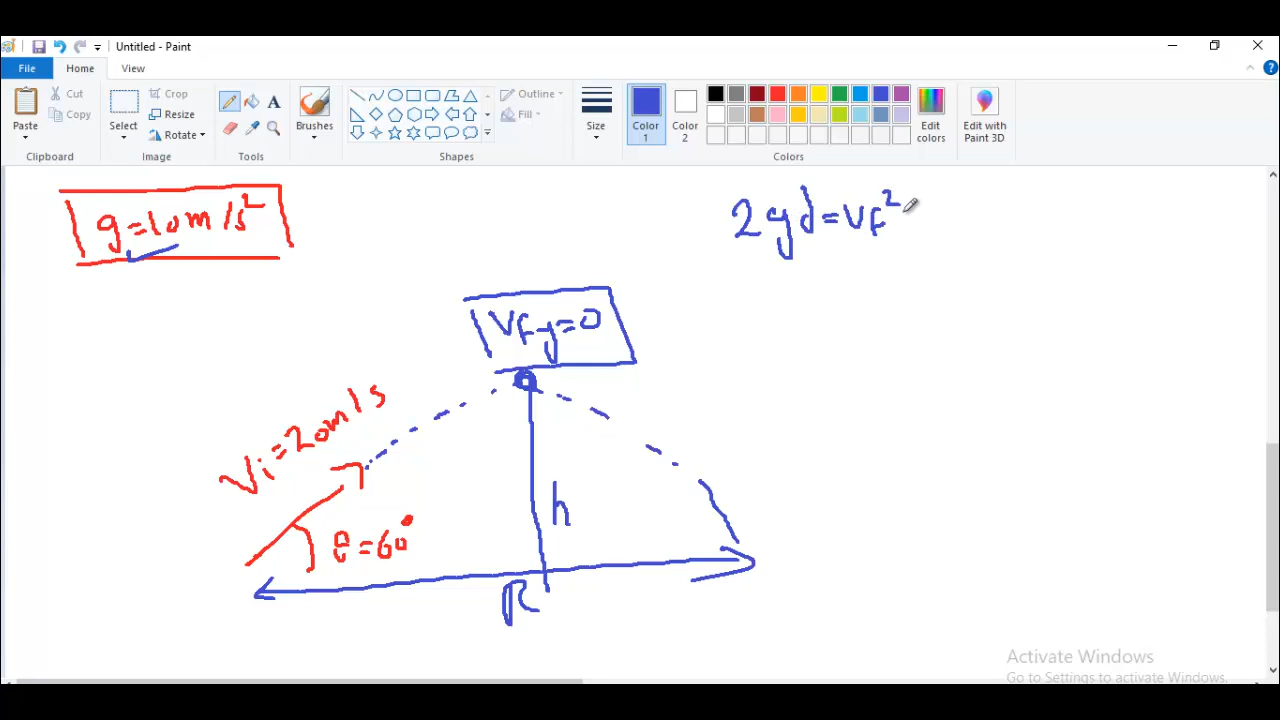 Untitled - Paint
File
Home
View
Paste
Cut
Copy
Clipboard
Select
Crop
Resize
Rotate
Image
A
Tools
Brushes
Outline
Fill
Shapes
Size
Color 1
Color 2
Edit colors
Colors
Edit with Paint 3D
g=10m/s²
2gd=Vf²
Vfy=0
Vi=20m/s
h
θ=60°
R
Activate Windows
Go to Settings to activate Windows.